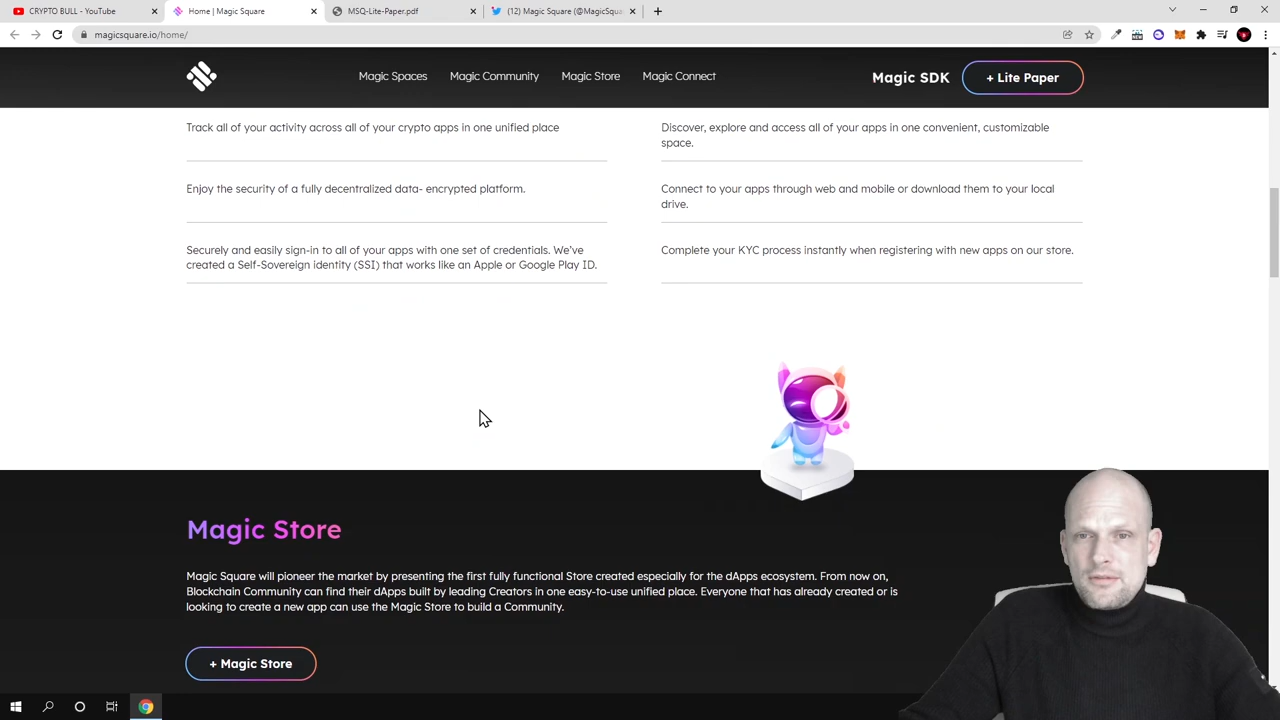 CRYPTO BULL - YouTube
Home | Magic Square
MSQ-Lite-Paper.pdf
(12) Magic Square (@MagicSqua
magicsquare.io/home/
Magic Spaces
Magic Community
Magic Store
Magic Connect
Magic SDK
+ Lite Paper
Track all of your activity across all of your crypto apps in one unified place
Discover, explore and access all of your apps in one convenient, customizable
space.
Enjoy the security of a fully decentralized data- encrypted platform.
Connect to your apps through web and mobile or download them to your local
drive.
Securely and easily sign-in to all of your apps with one set of credentials. We've
created a Self-Sovereign identity (SSI) that works like an Apple or Google Play ID.
Complete your KYC process instantly when registering with new apps on our store.
Magic Store
Magic Square will pioneer the market by presenting the first fully functional Store created especially for the dApps ecosystem. From now on,
Blockchain Community can find their dApps built by leading Creators in one easy-to-use unified place. Everyone that has already created or is
looking to create a new app can use the Magic Store to build a Community.
+ Magic Store